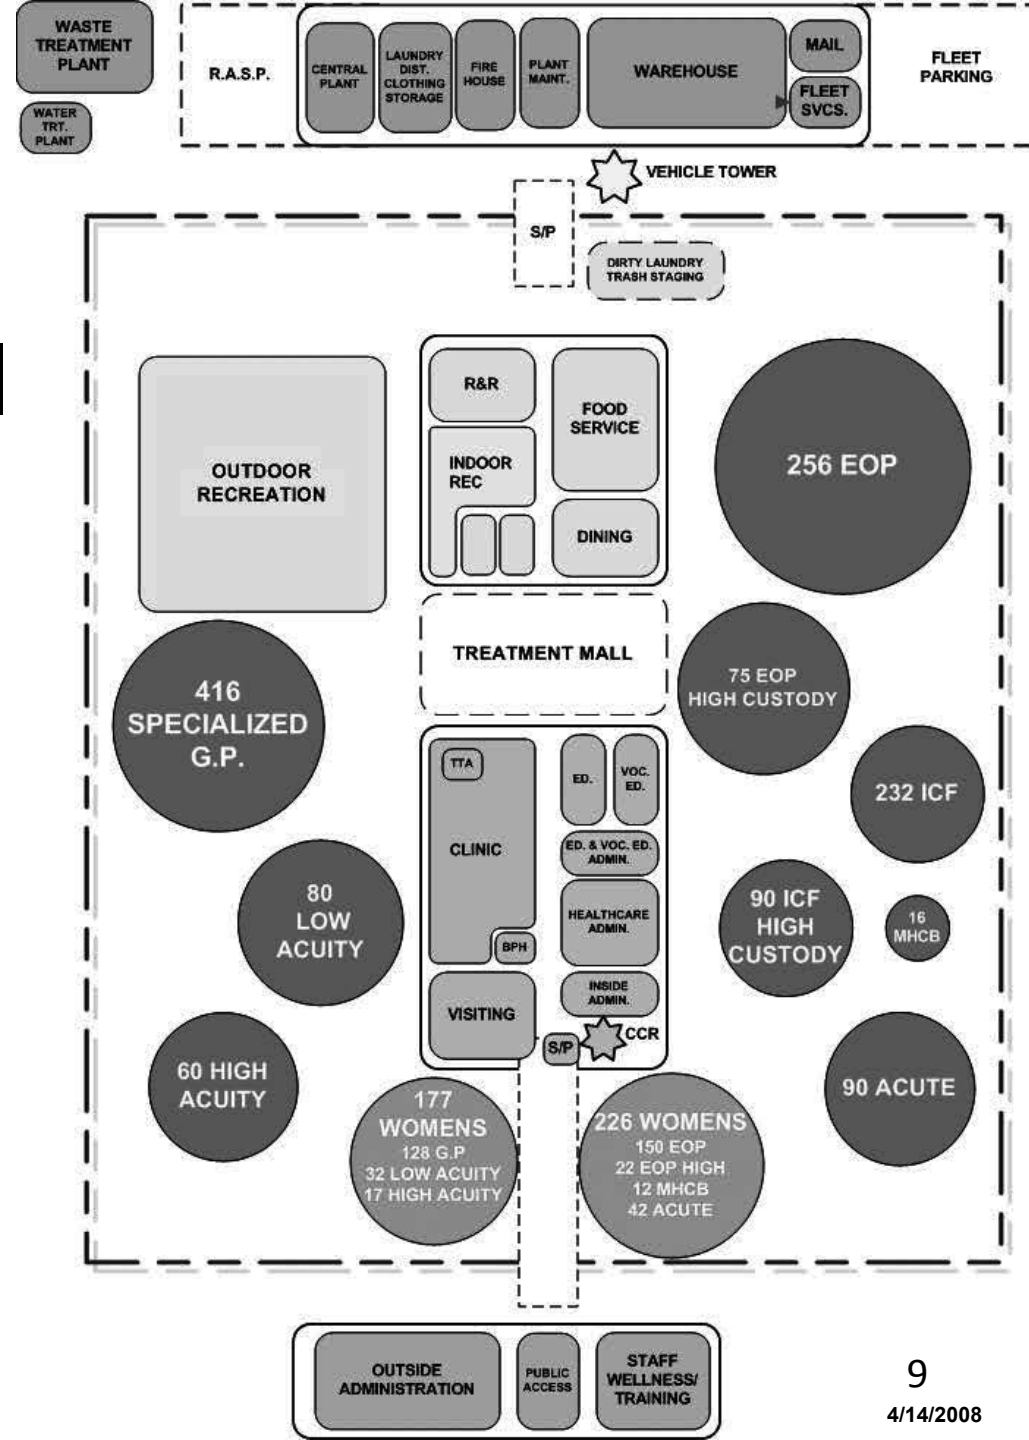 WASTE
TREATMENT
PLANT
WATER
TRT.
PLANT
R.A.S.P.
CENTRAL
PLANT
LAUNDRY
DIST.
CLOTHING
STORAGE
FIRE
HOUSE
PLANT
MAINT.
WAREHOUSE
MAIL
FLEET
SVCS.
FLEET
PARKING
VEHICLE TOWER
S/P
DIRTY LAUNDRY
TRASH STAGING
OUTDOOR
RECREATION
R&R
INDOOR
REC
FOOD
SERVICE
DINING
256 EOP
TREATMENT MALL
416
SPECIALIZED
G.P.
75 EOP
HIGH CUSTODY
232 ICF
TTA
CLINIC
BPH
VISITING
ED.
VOC.
ED.
ED. & VOC. ED.
ADMIN.
HEALTHCARE
ADMIN.
INSIDE
ADMIN.
S/P
CCR
80
LOW
ACUITY
90 ICF
HIGH
CUSTODY
16
MHCB
60 HIGH
ACUITY
90 ACUTE
177
WOMENS
128 G.P
32 LOW ACUITY
17 HIGH ACUITY
226 WOMENS
150 EOP
22 EOP HIGH
12 MHCB
42 ACUTE
OUTSIDE
ADMINISTRATION
PUBLIC
ACCESS
STAFF
WELLNESS/
TRAINING
9
4/14/2008